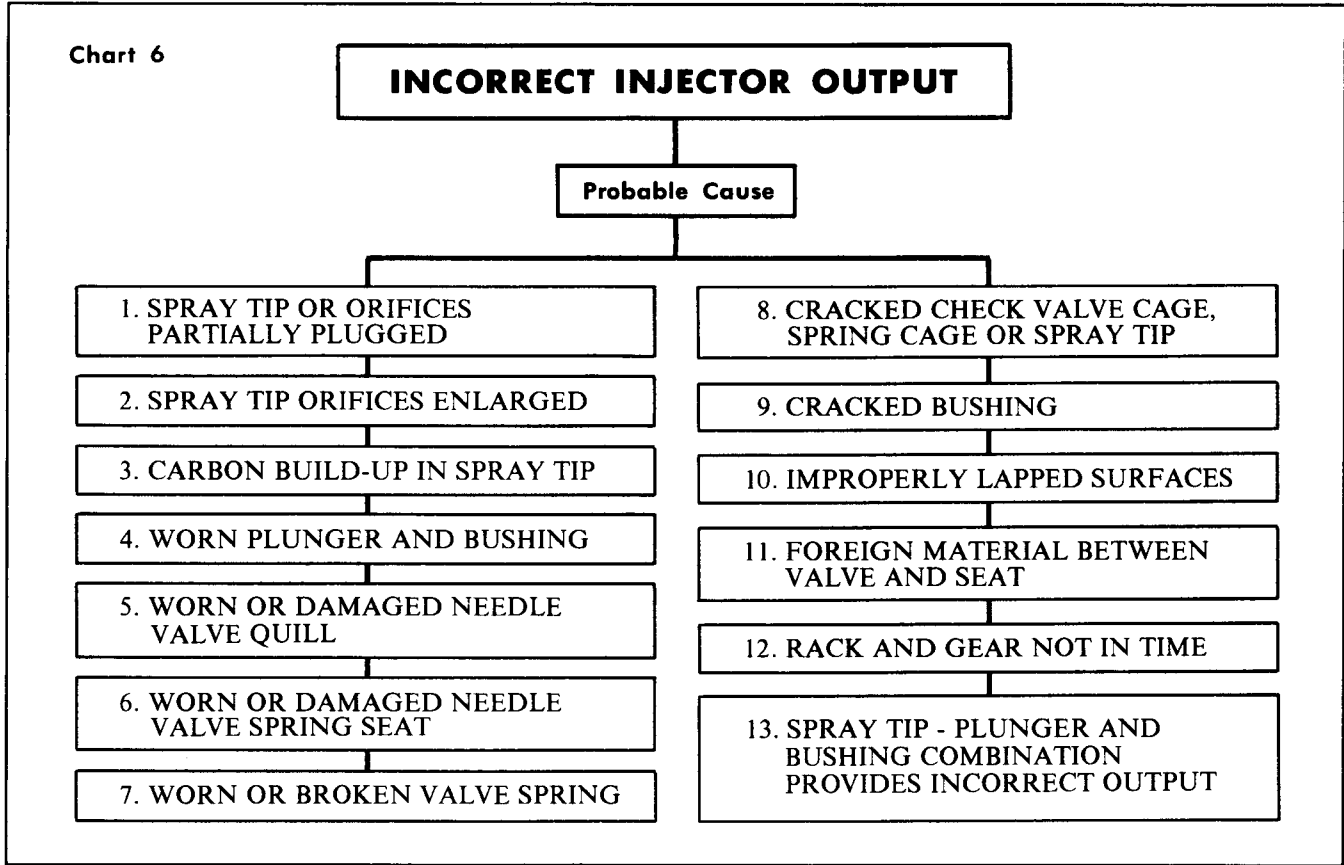 Chart 6
INCORRECT INJECTOR OUTPUT
Probable Cause
1. SPRAY TIP OR ORIFICES
PARTIALLY PLUGGED
2. SPRAY TIP ORIFICES ENLARGED
3. CARBON BUILD-UP IN SPRAY TIP
4. WORN PLUNGER AND BUSHING
5. WORN OR DAMAGED NEEDLE
VALVE QUILL
6. WORN OR DAMAGED NEEDLE
VALVE SPRING SEAT
7. WORN OR BROKEN VALVE SPRING
8. CRACKED CHECK VALVE CAGE,
SPRING CAGE OR SPRAY TIP
9. CRACKED BUSHING
10. IMPROPERLY LAPPED SURFACES
11. FOREIGN MATERIAL BETWEEN
VALVE AND SEAT
12. RACK AND GEAR NOT IN TIME
13. SPRAY TIP - PLUNGER AND
BUSHING COMBINATION
PROVIDES INCORRECT OUTPUT